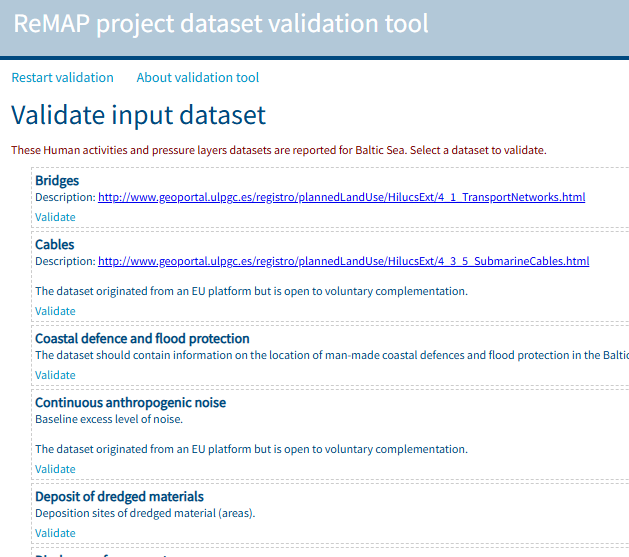 ReMAP project dataset validation tool
Restart validation About validation tool
Validate input dataset
These Human activities and pressure layers datasets are reported for Baltic Sea. Select a dataset to validate.
Bridges
Description: http://www.geoportal.ulpgc.es/registro/plannedLandUse/HilucsExt/4_1_TransportNetworks.html
Validate
Cables
Description: http://www.geoportal.ulpgc.es/registro/plannedLandUse/HilucsExt/4_3_5_SubmarineCables.html
The dataset originated from an EU platform but is open to voluntary complementation.
Validate
Coastal defence and flood protection
The dataset should contain information on the location of man-made coastal defences and flood protection in the Baltic
Validate
Continuous anthropogenic noise
Baseline excess level of noise.
The dataset originated from an EU platform but is open to voluntary complementation.
Validate
Deposit of dredged materials
Deposition sites of dredged material (areas).
Validate